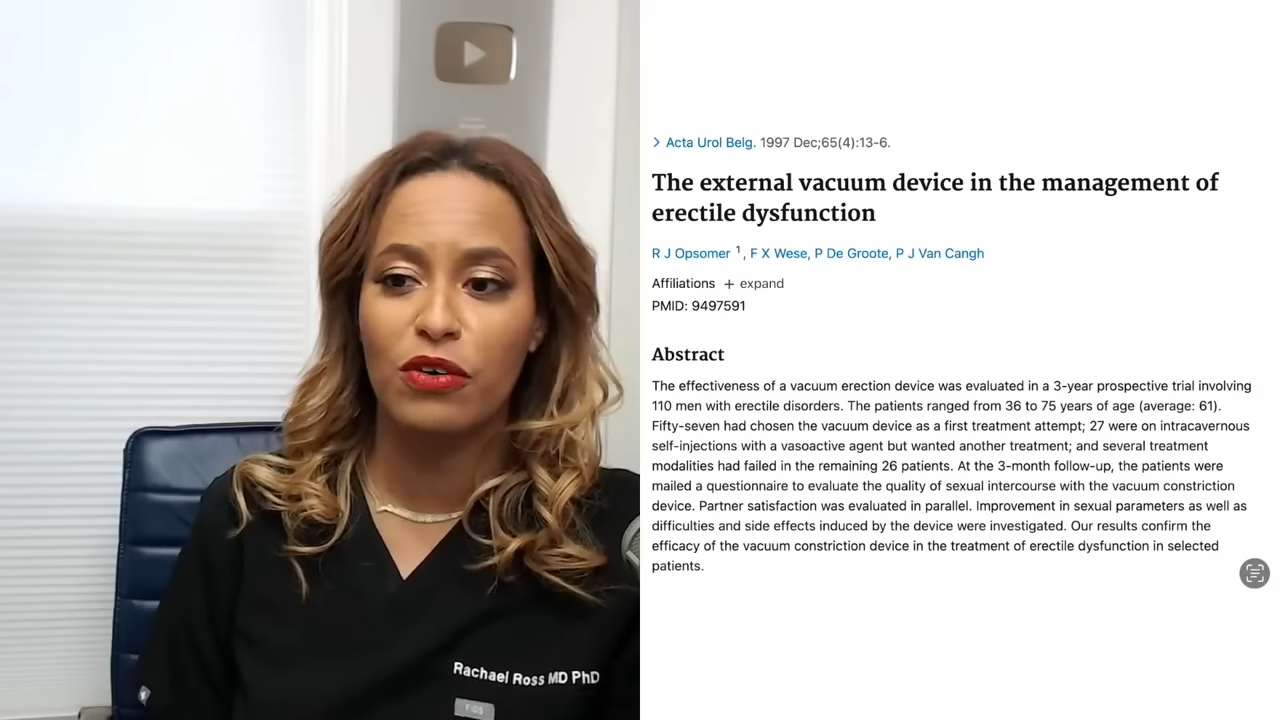 Rachael Ross MD PhD
FIGS
> Acta Urol Belg. 1997 Dec;65(4):13-6.
The external vacuum device in the management of
erectile dysfunction
R J Opsomer 1, F X Wese, P De Groote, P J Van Cangh
Affiliations + expand
PMID: 9497591
Abstract
The effectiveness of a vacuum erection device was evaluated in a 3-year prospective trial involving
110 men with erectile disorders. The patients ranged from 36 to 75 years of age (average: 61).
Fifty-seven had chosen the vacuum device as a first treatment attempt; 27 were on intracavernous
self-injections with a vasoactive agent but wanted another treatment; and several treatment
modalities had failed in the remaining 26 patients. At the 3-month follow-up, the patients were
mailed a questionnaire to evaluate the quality of sexual intercourse with the vacuum constriction
device. Partner satisfaction was evaluated in parallel. Improvement in sexual parameters as well as
difficulties and side effects induced by the device were investigated. Our results confirm the
efficacy of the vacuum constriction device in the treatment of erectile dysfunction in selected
patients.